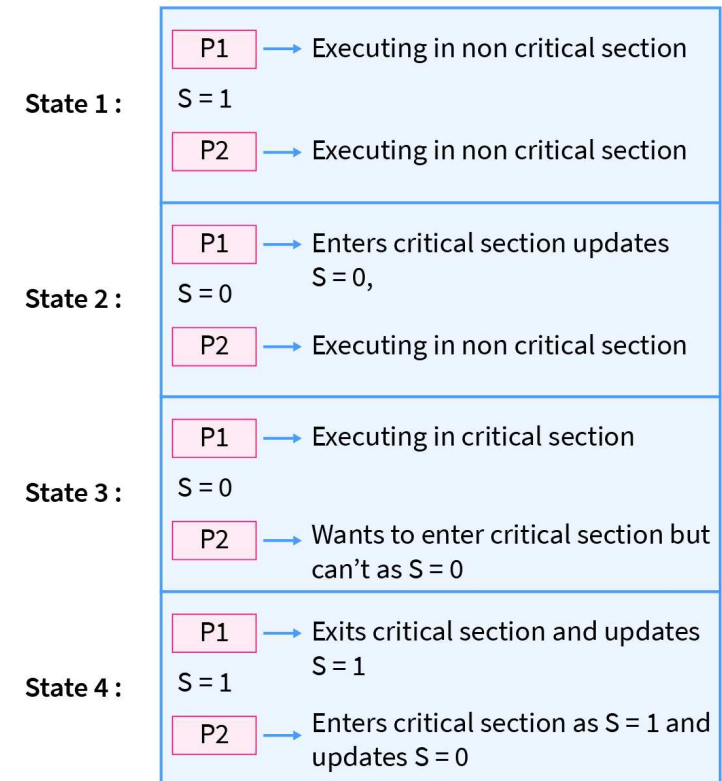 P1 Executing in non critical section
State 1 :
S = 1
P2 Executing in non critical section
P1 Enters critical section updates
S = 0,
State 2 :
S = 0
P2 Executing in non critical section
P1 Executing in critical section
State 3 :
S = 0
P2 Wants to enter critical section but
can’t as S = 0
P1 Exits critical section and updates
S = 1
State 4 :
S = 1
P2 Enters critical section as S = 1 and
updates S = 0